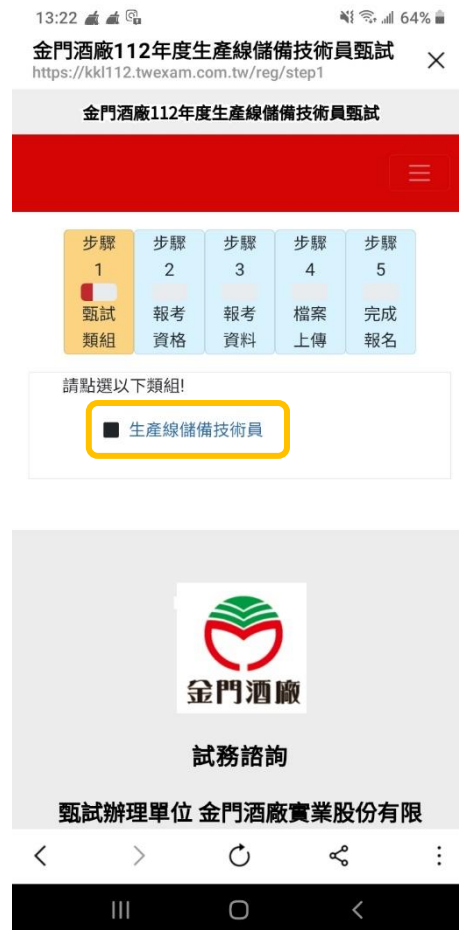 13:22
64%
金門酒廠112年度生產線儲備技術員甄試
https://kkl112.twexam.com.tw/reg/step1
金門酒廠112年度生產線儲備技術員甄試
步驟 步驟 步驟 步驟 步驟
1 2 3 4 5
甄試 報考 報考 檔案 完成
類組 資格 資料 上傳 報名
請點選以下類組!
生產線儲備技術員
金門酒廠
試務諮詢
甄試辦理單位 金門酒廠實業股份有限